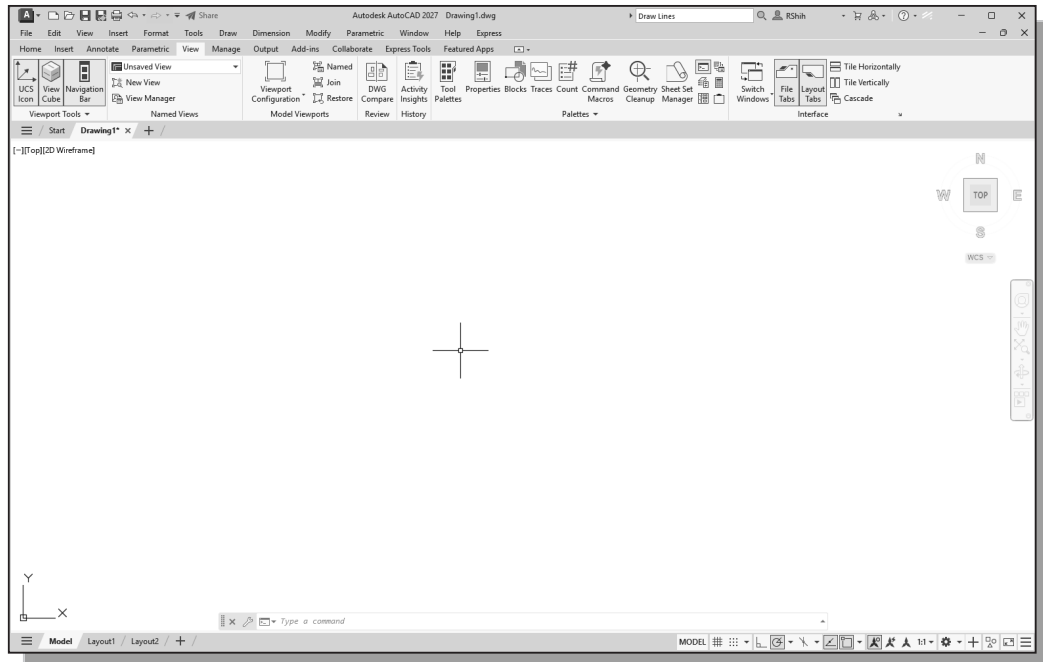 A Share Autodesk AutoCAD 2027 Drawing1.dwg Draw Lines RShih
File Edit View Insert Format Tools Draw Dimension Modify Parametric Window Help Express
Home Insert Annotate Parametric View Manage Output Add-ins Collaborate Express Tools Featured Apps
UCS Icon
View Cube
Navigation Bar
Unsaved View
New View
View Manager
Viewport Configuration
Named
Join
Restore
DWG Compare
Activity Insights
Tool Palettes
Properties
Blocks
Traces
Count
Command Macros
Geometry Cleanup
Sheet Set Manager
Switch Windows
File Tabs
Layout Tabs
Tile Horizontally
Tile Vertically
Cascade
Viewport Tools Named Views Model Viewports Review History Palettes Interface
Start Drawing1*
[−][Top][2D Wireframe]
N
W TOP E
S
WCS
Y
X
Type a command
Model Layout1 Layout2 MODEL 1:1